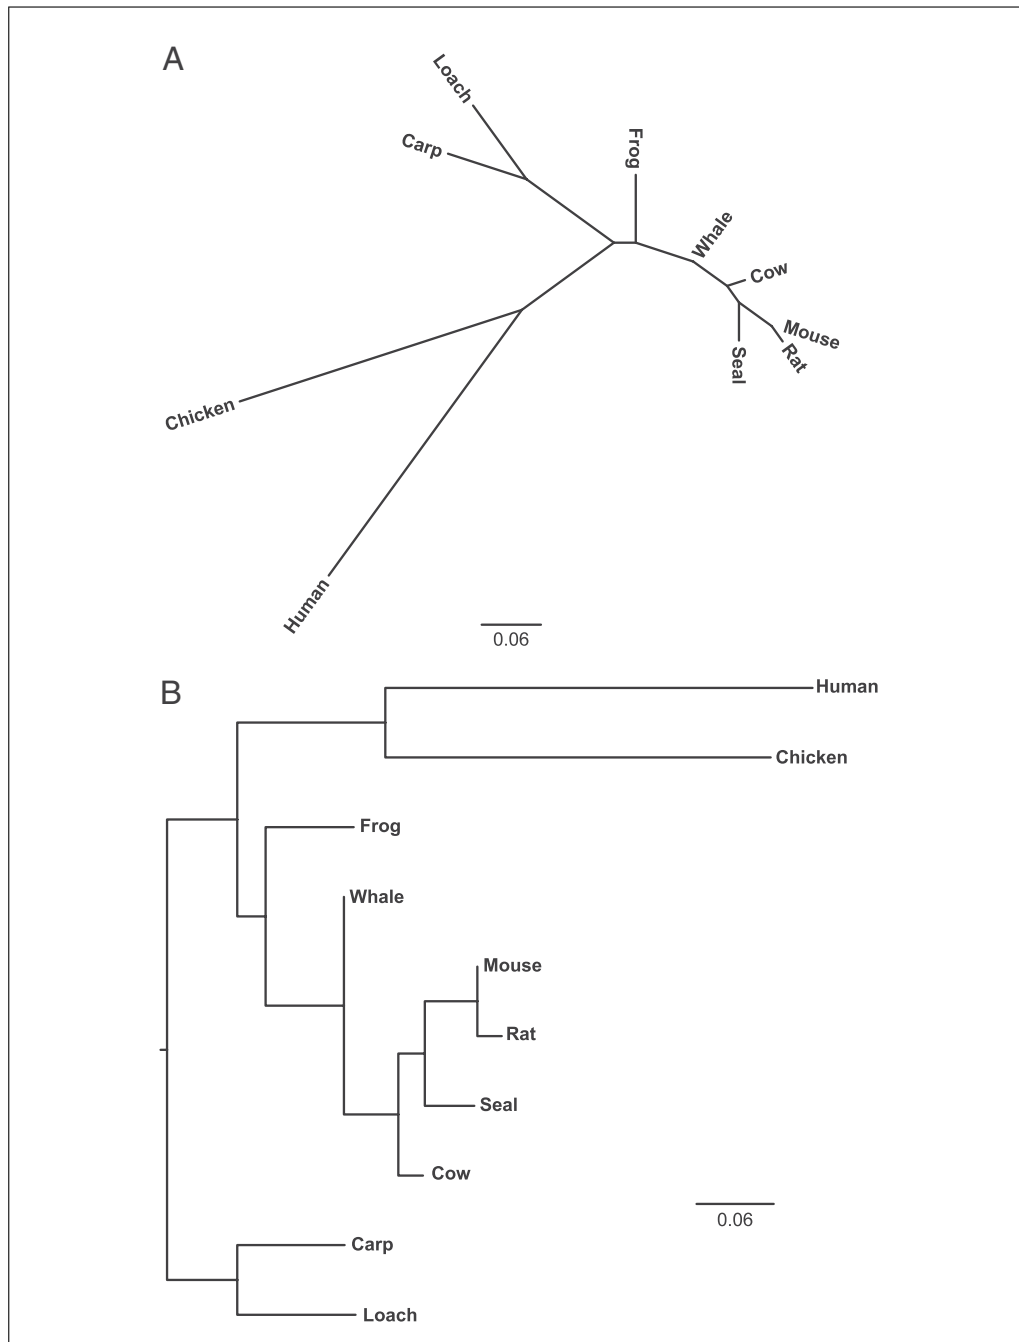 A
Loach
Carp
Frog
Whale
Cow
Mouse
Rat
Seal
Chicken
Human
0.06
B
Human
Chicken
Frog
Whale
Mouse
Rat
Seal
Cow
0.06
Carp
Loach